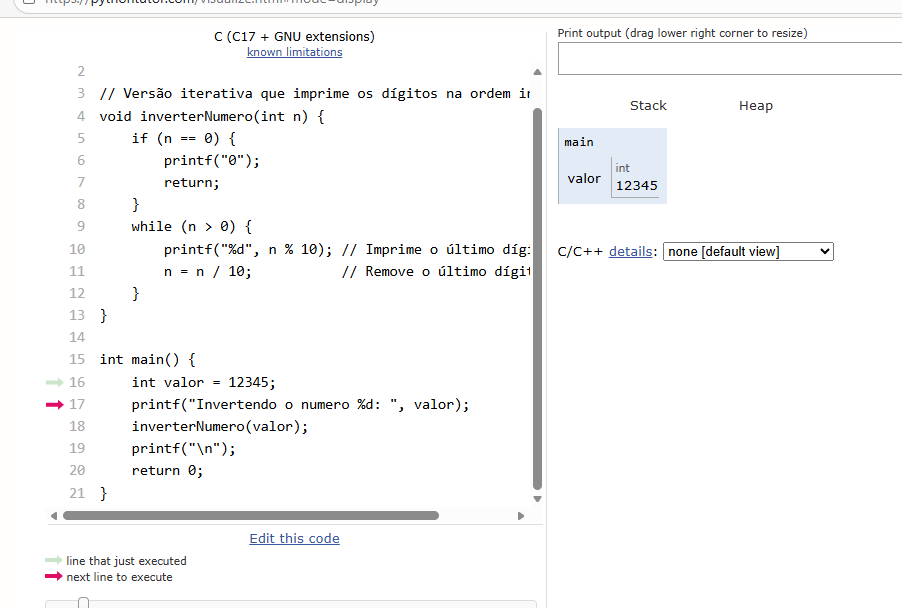 https://pythontutor.com/visualize.html#mode=display
C (C17 + GNU extensions)
known limitations
2
3 // Versão iterativa que imprime os dígitos na ordem in
4 void inverterNumero(int n) {
5 if (n == 0) {
6 printf("0");
7 return;
8 }
9 while (n > 0) {
10 printf("%d", n % 10); // Imprime o último díg
11 n = n / 10; // Remove o último dígit
12 }
13 }
14
15 int main() {
16 int valor = 12345;
17 printf("Invertendo o numero %d: ", valor);
18 inverterNumero(valor);
19 printf("\n");
20 return 0;
21 }
Edit this code
line that just executed
next line to execute
Print output (drag lower right corner to resize)
Stack Heap
main
int
valor 12345
C/C++ details: none [default view]